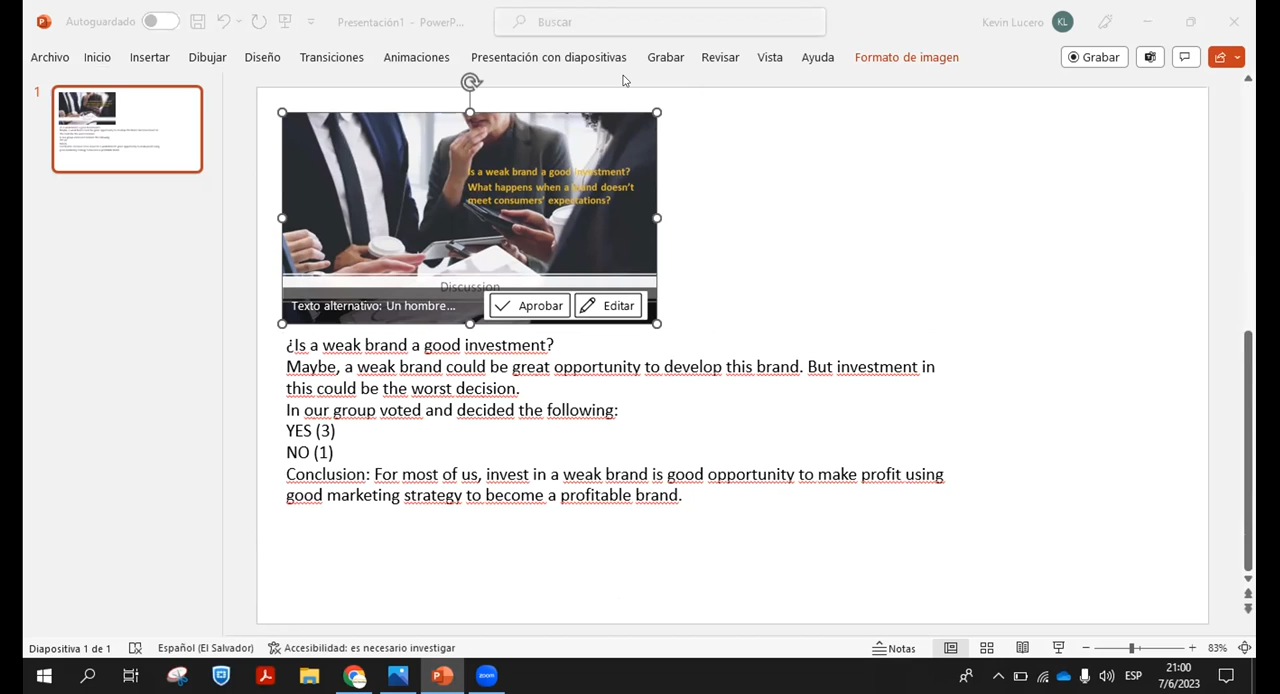 Autoguardado
Presentación1 - PowerP...
Buscar
Kevin Lucero
KL
Archivo Inicio Insertar Dibujar Diseño Transiciones Animaciones Presentación con diapositivas Grabar Revisar Vista Ayuda Formato de imagen
Grabar
1
Is a weak brand a good investment?
What happens when a brand doesn't
meet consumers' expectations?
Discussion
Texto alternativo: Un hombre...
Aprobar
Editar
¿Is a weak brand a good investment?
Maybe, a weak brand could be great opportunity to develop this brand. But investment in
this could be the worst decision.
In our group voted and decided the following:
YES (3)
NO (1)
Conclusion: For most of us, invest in a weak brand is good opportunity to make profit using
good marketing strategy to become a profitable brand.
Diapositiva 1 de 1
Español (El Salvador)
Accesibilidad: es necesario investigar
Notas
83%
zoom
ESP
21:00
7/6/2023